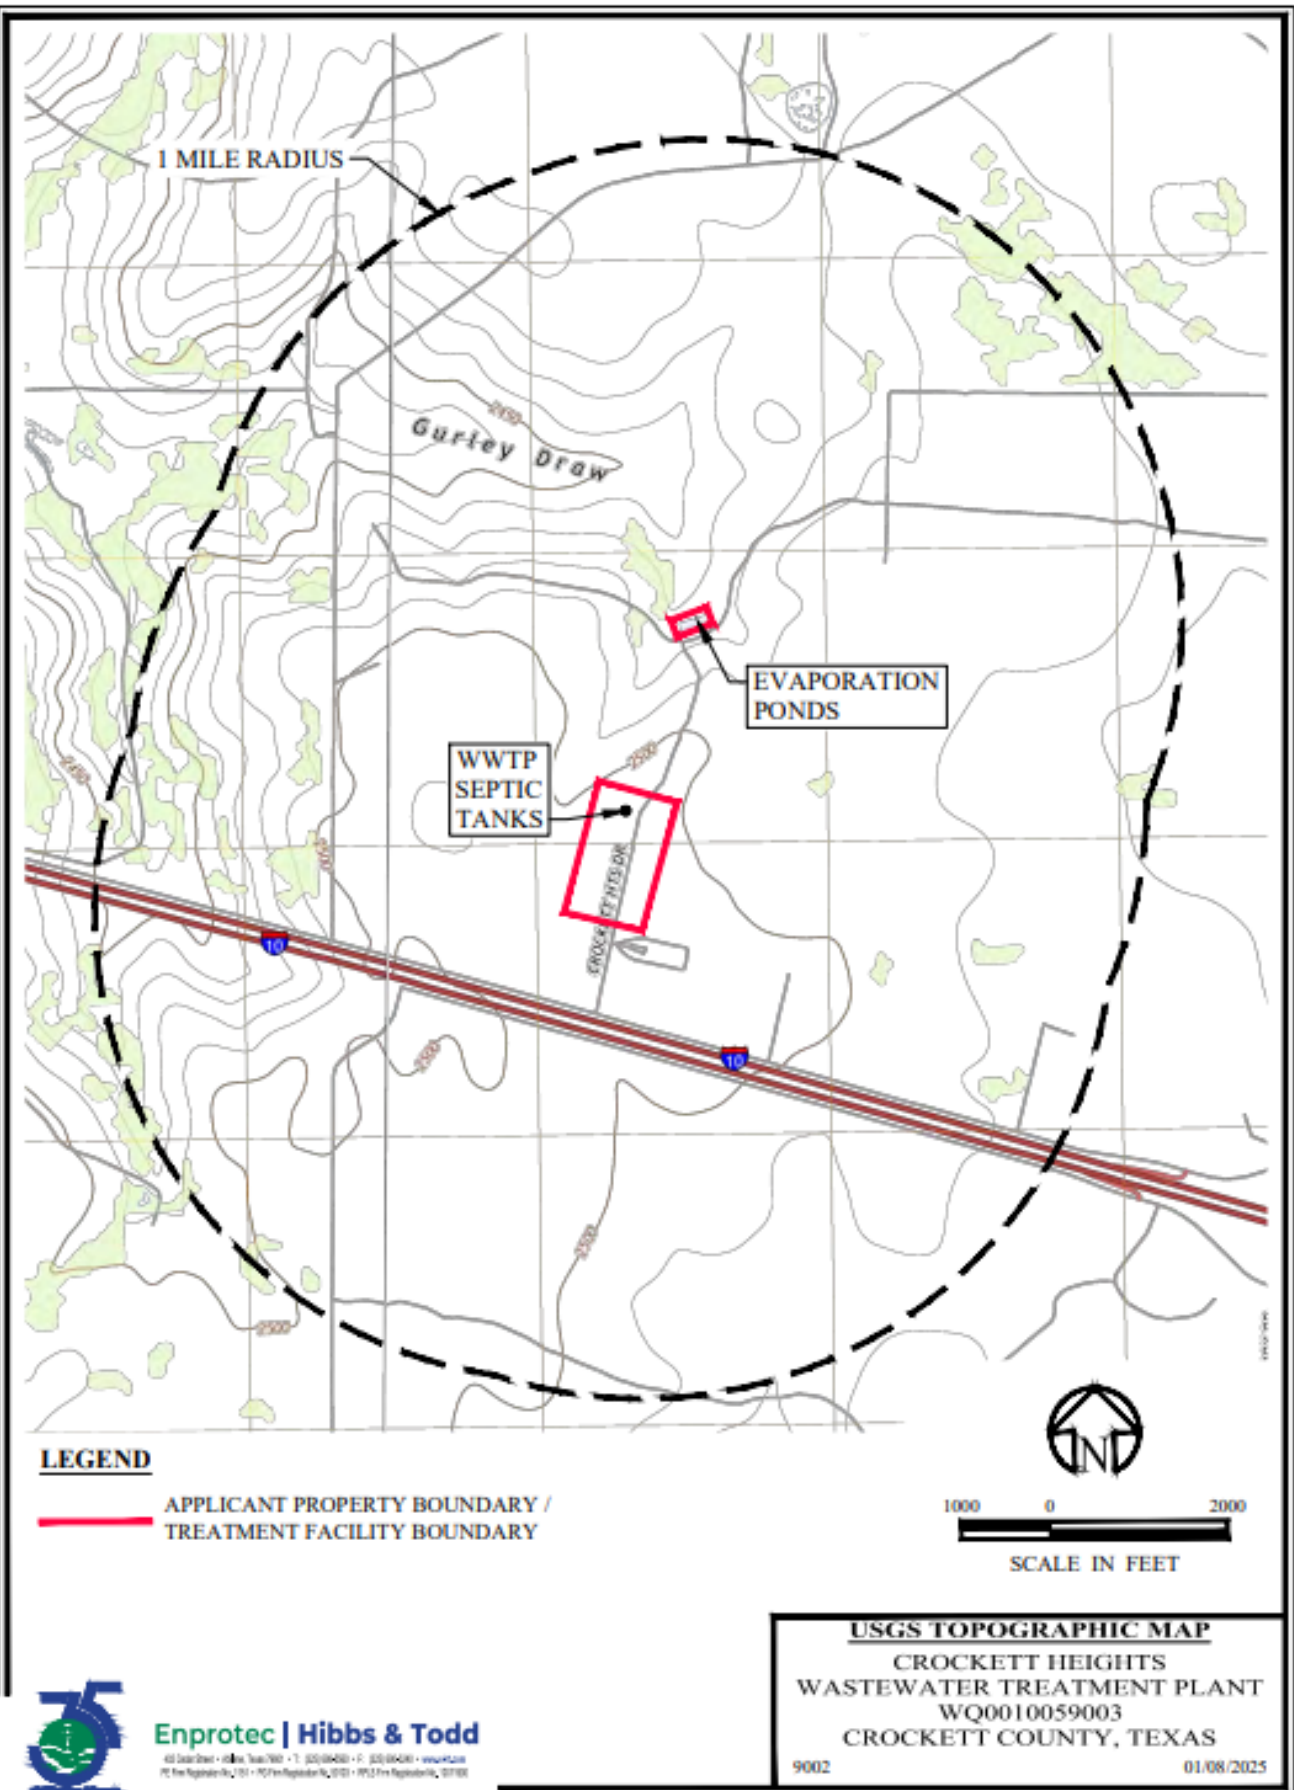 1 MILE RADIUS
2450
Gurley Draw
EVAPORATION
PONDS
WWTP
SEPTIC
TANKS
2500
2450
CROCKETT HTS DR
10
10
2500
2500
2500
LEGEND
APPLICANT PROPERTY BOUNDARY /
TREATMENT FACILITY BOUNDARY
N
1000 0 2000
SCALE IN FEET
USGS TOPOGRAPHIC MAP
CROCKETT HEIGHTS
WASTEWATER TREATMENT PLANT
WQ0010059003
CROCKETT COUNTY, TEXAS
9002 01/08/2025
35
Enprotec | Hibbs & Todd